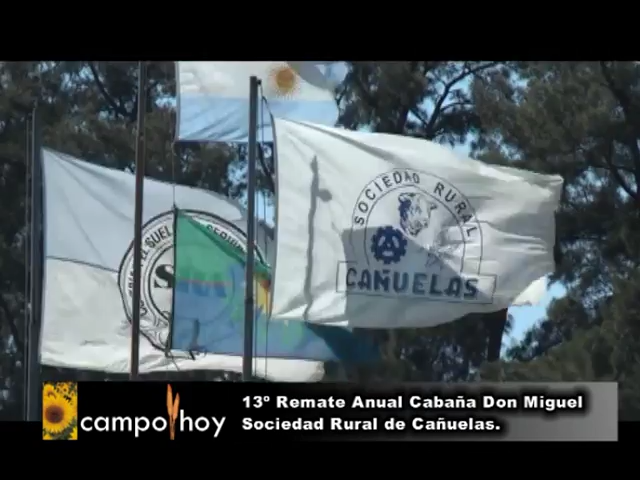 SOCIEDAD RURAL
CAÑUELAS
campo hoy
13º Remate Anual Cabaña Don Miguel
Sociedad Rural de Cañuelas.